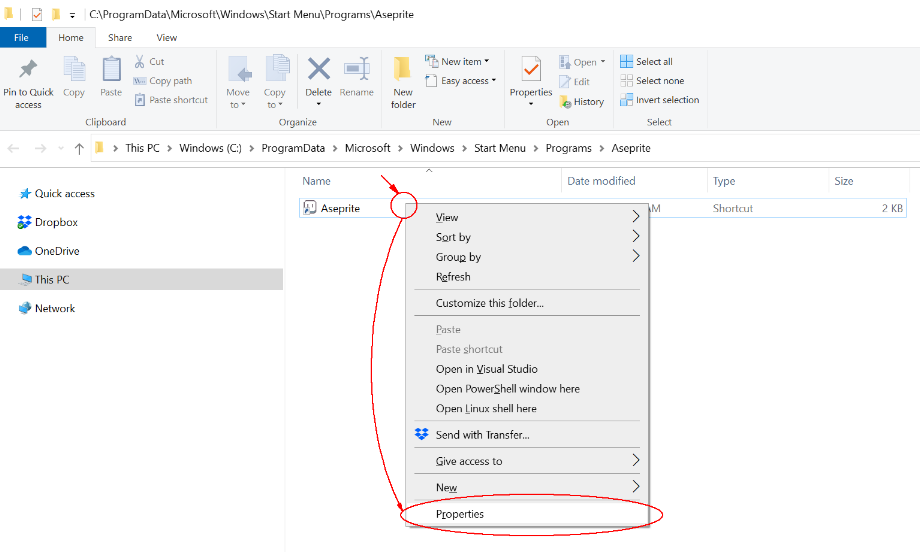 C:\ProgramData\Microsoft\Windows\Start Menu\Programs\Aseprite
File Home Share View
Pin to Quick access
Copy
Paste
Cut
Copy path
Paste shortcut
Clipboard
Move to
Copy to
Delete
Rename
Organize
New folder
New item
Easy access
New
Properties
Open
Edit
History
Open
Select all
Select none
Invert selection
Select
This PC > Windows (C:) > ProgramData > Microsoft > Windows > Start Menu > Programs > Aseprite
Quick access
Dropbox
OneDrive
This PC
Network
Name Date modified Type Size
Aseprite AM Shortcut 2 KB
View
Sort by
Group by
Refresh
Customize this folder...
Paste
Paste shortcut
Open in Visual Studio
Open PowerShell window here
Open Linux shell here
Send with Transfer...
Give access to
New
Properties